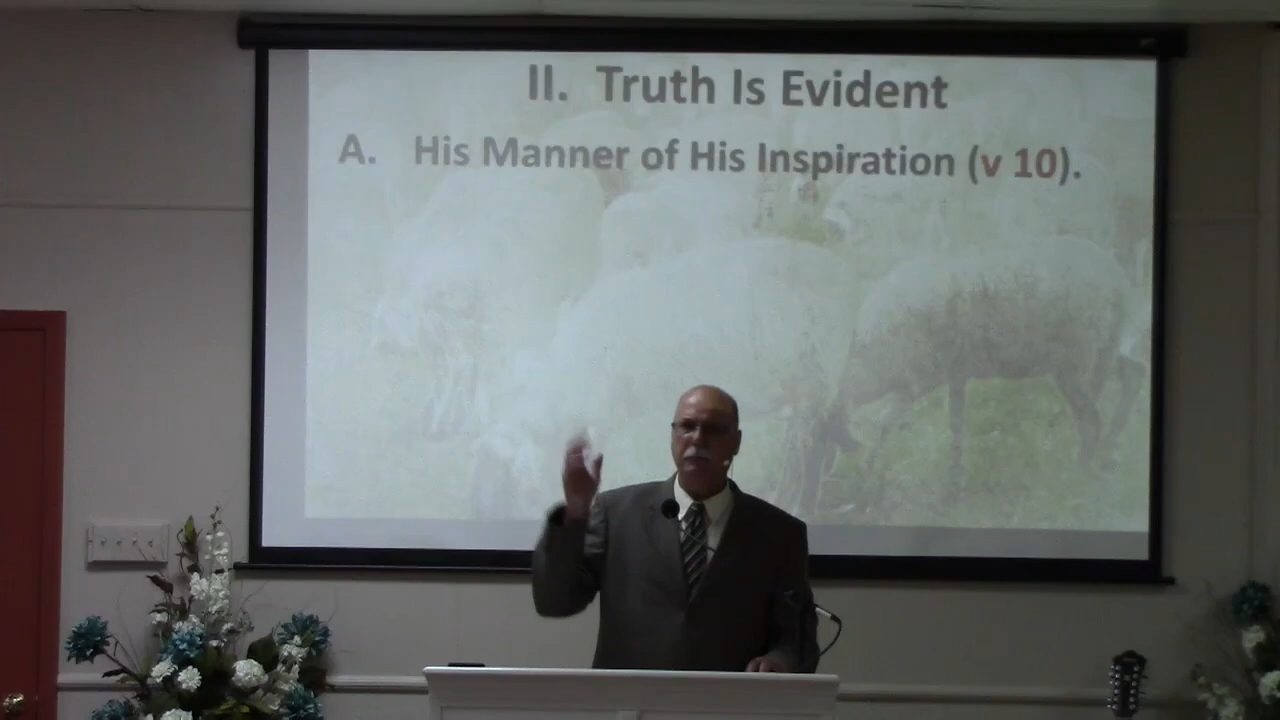 II. Truth Is Evident
A. His Manner of His Inspiration (v 10).